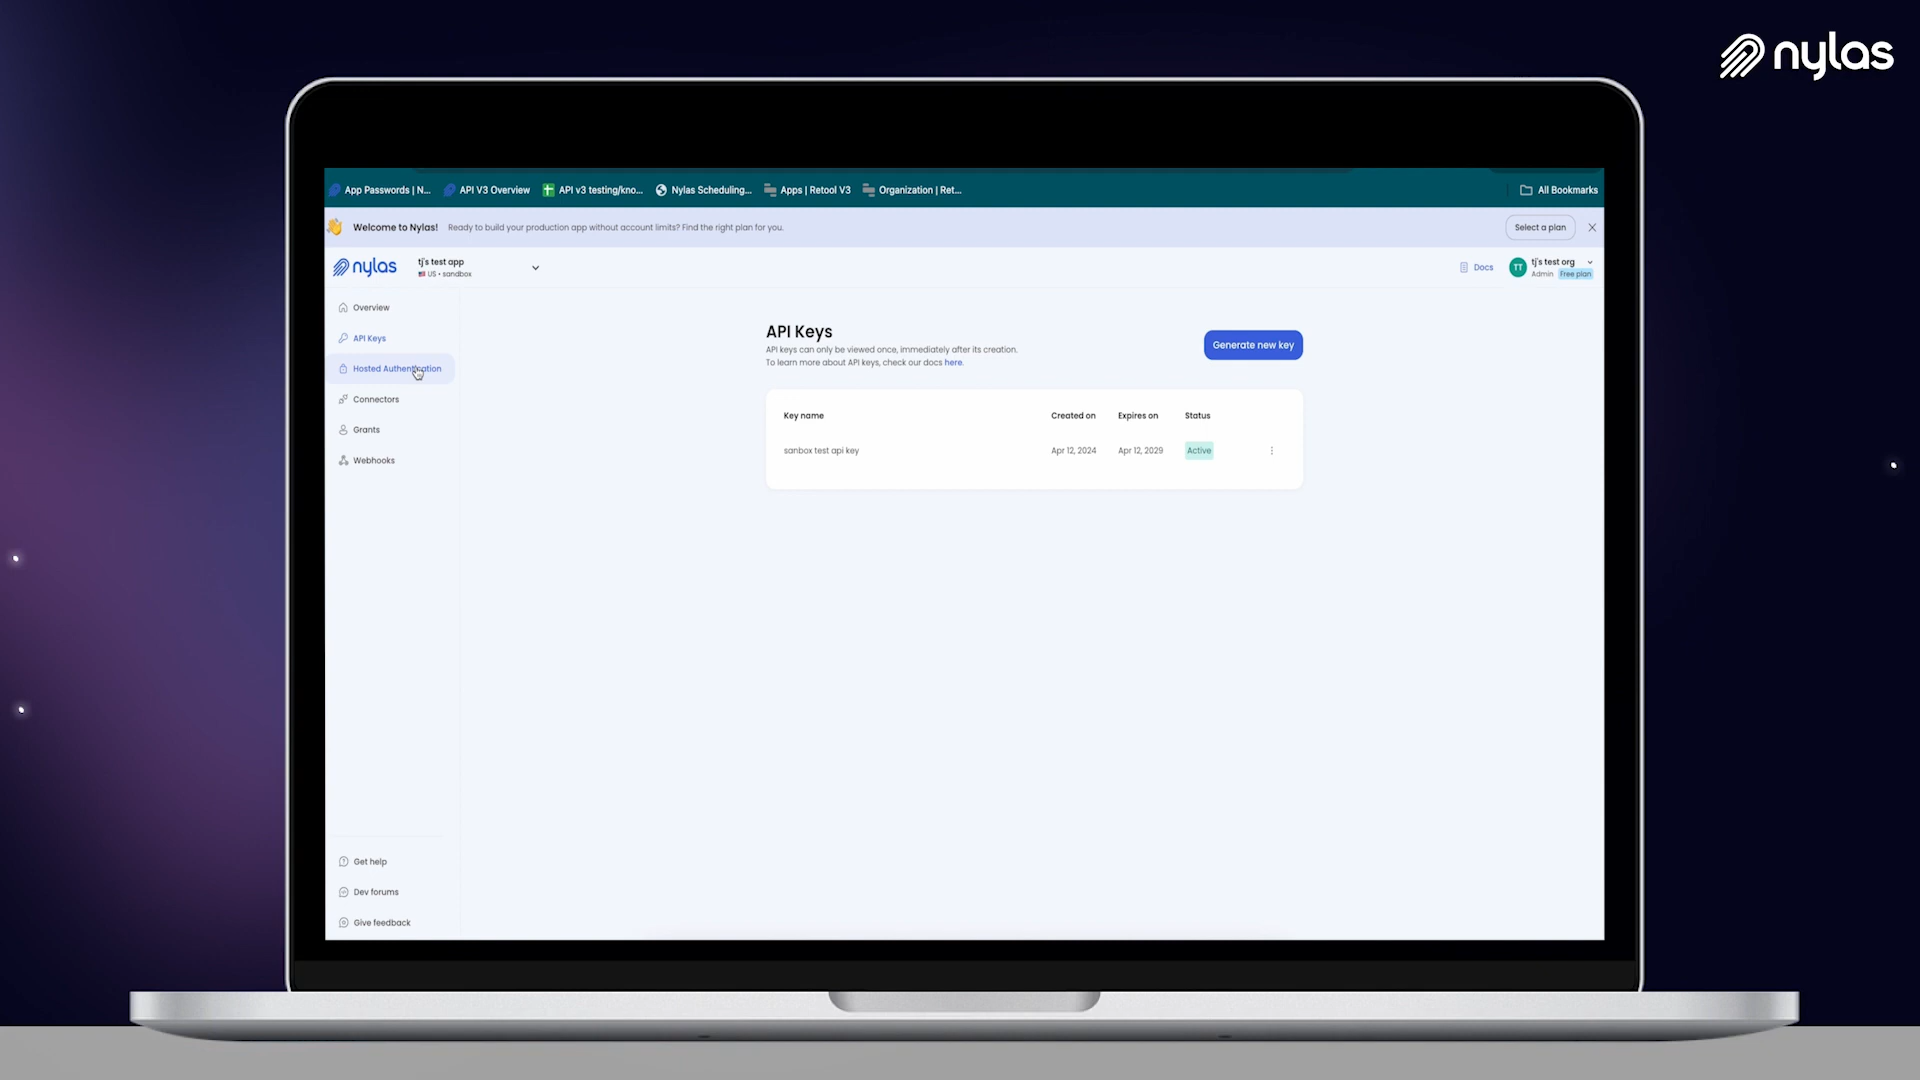 nylas
App Passwords | N...
API V3 Overview
API v3 testing/kno...
Nylas Scheduling...
Apps | Retool V3
Organization | Ret...
All Bookmarks
Welcome to Nylas!
Ready to build your production app without account limits? Find the right plan for you.
Select a plan
nylas
tj's test app
US • sandbox
Docs
TT
tj's test org
Admin
Free plan
Overview
API Keys
Hosted Authentication
Connectors
Grants
Webhooks
API Keys
API keys can only be viewed once, immediately after its creation.
To learn more about API keys, check our docs here.
Generate new key
Key name
Created on
Expires on
Status
sanbox test api key
Apr 12, 2024
Apr 12, 2029
Active
Get help
Dev forums
Give feedback